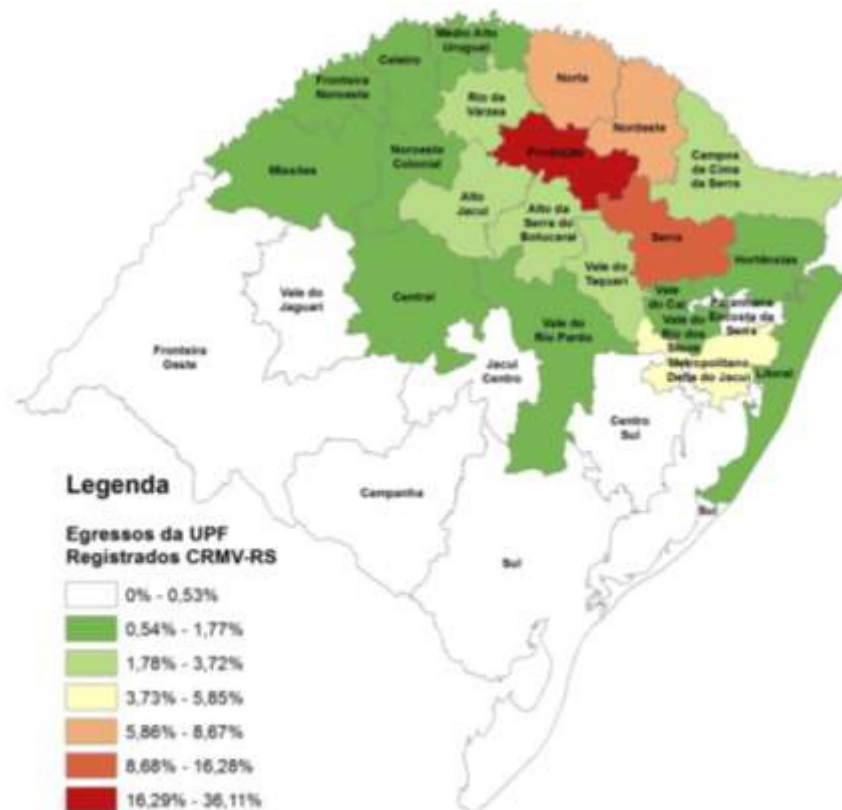 Médio Alto
Uruguai
Celeiro
Norte
Fronteira
Noroeste
Rio da
Várzea
Nordeste
Produção
Noroeste
Colonial
Campos
de Cima
da Serra
Missões
Alto
Jacuí
Alto da
Serra do
Botucaraí
Serra
Hortênsias
Vale do
Taquari
Vale do
Jaguari
Central
Vale
do Caí
Paranhana
Encosta da
Serra
Vale do
Rio dos
Sinos
Vale do
Rio Pardo
Fronteira
Oeste
Jacuí
Centro
Metropolitano
Delta do Jacuí
Litoral
Centro
Sul
Campanha
Sul
Sul
Legenda
Egressos da UPF
Registrados CRMV-RS
0% - 0,53%
0,54% - 1,77%
1,78% - 3,72%
3,73% - 5,85%
5,86% - 8,67%
8,68% - 16,28%
16,29% - 36,11%